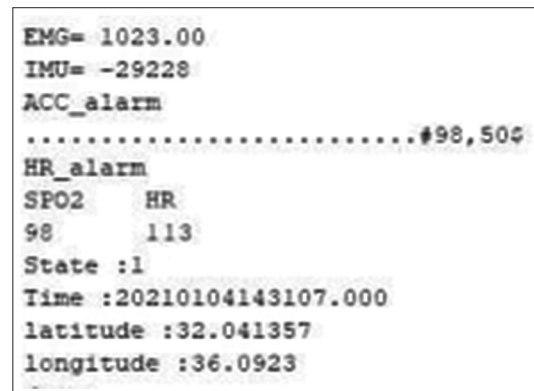 EMG= 1023.00
IMU= -29228
ACC_alarm
...........................#98,50$
HR_alarm
SPO2 HR
98 113
State :1
Time :20210104143107.000
latitude :32.041357
longitude :36.0923